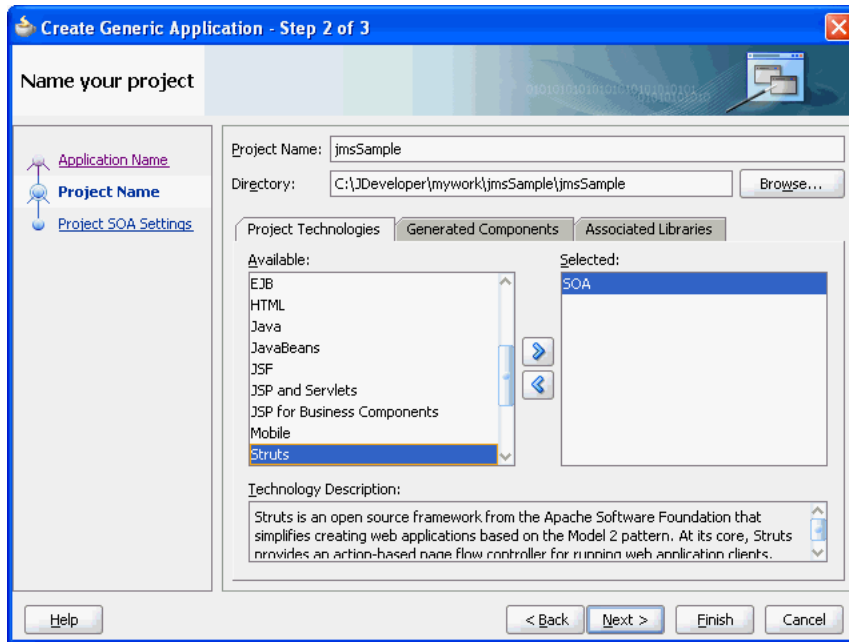 Create Generic Application - Step 2 of 3
Name your project
Application Name
Project Name
Project SOA Settings
Project Name: jmsSample
Directory: C:\JDeveloper\mywork\jmsSample\jmsSample Browse...
Project Technologies Generated Components Associated Libraries
Available: Selected:
EJB SOA
HTML
Java
JavaBeans
JSF
JSP and Servlets
JSP for Business Components
Mobile
Struts
Technology Description:
Struts is an open source framework from the Apache Software Foundation that
simplifies creating web applications based on the Model 2 pattern. At its core, Struts
provides an action-based page flow controller for running web application clients.
Help < Back Next > Finish Cancel